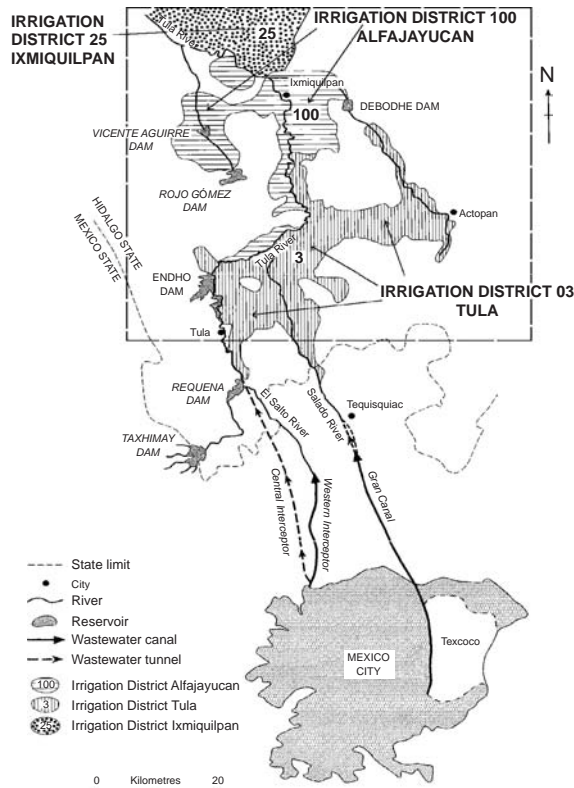 IRRIGATION
DISTRICT 25
IXMIQUILPAN
Tula River
25
IRRIGATION DISTRICT 100
ALFAJAYUCAN
N
Ixmiquilpan
100
DEBODHE DAM
VICENTE AGUIRRE
DAM
ROJO GÓMEZ
DAM
Actopan
HIDALGO STATE
MEXICO STATE
Tula River
3
ENDHO
DAM
IRRIGATION DISTRICT 03
TULA
Tula
REQUENA
DAM
El Salto River
Salado River
Tequisquiac
TAXHIMAY
DAM
Central Interceptor
Western Interceptor
Gran Canal
State limit
City
River
Reservoir
Wastewater canal
Wastewater tunnel
100 Irrigation District Alfajayucan
3 Irrigation District Tula
25 Irrigation District Ixmiquilpan
MEXICO
CITY
Texcoco
0 Kilometres 20